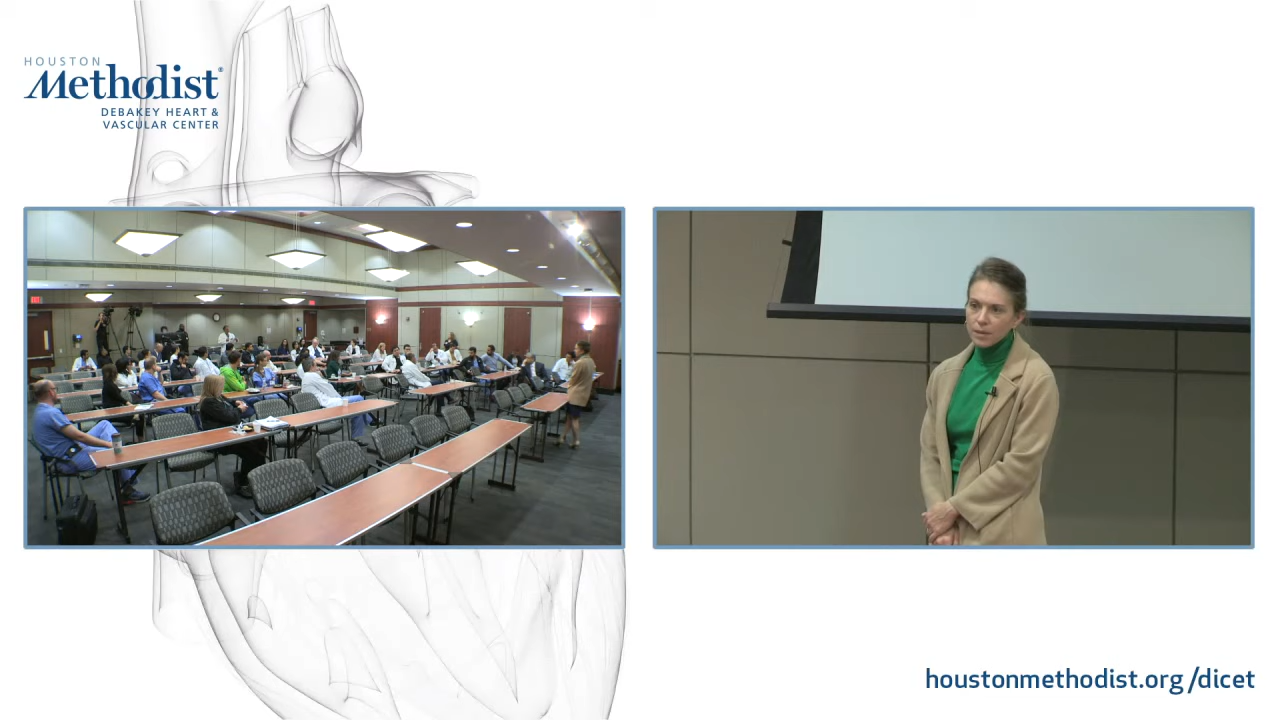 HOUSTON
Methodist®
DEBAKEY HEART &
VASCULAR CENTER
houstonmethodist.org/dicet